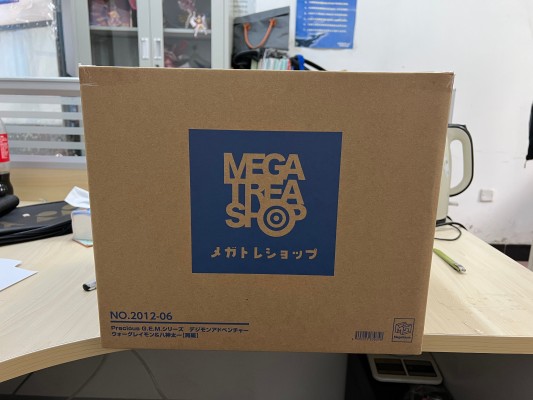 MEGA
TREA
SHOP
メガトレショップ
NO.2012-06
Precious G.E.M.シリーズ デジモンアドベンチャー
ウォーグレイモン&八神太一[再販]